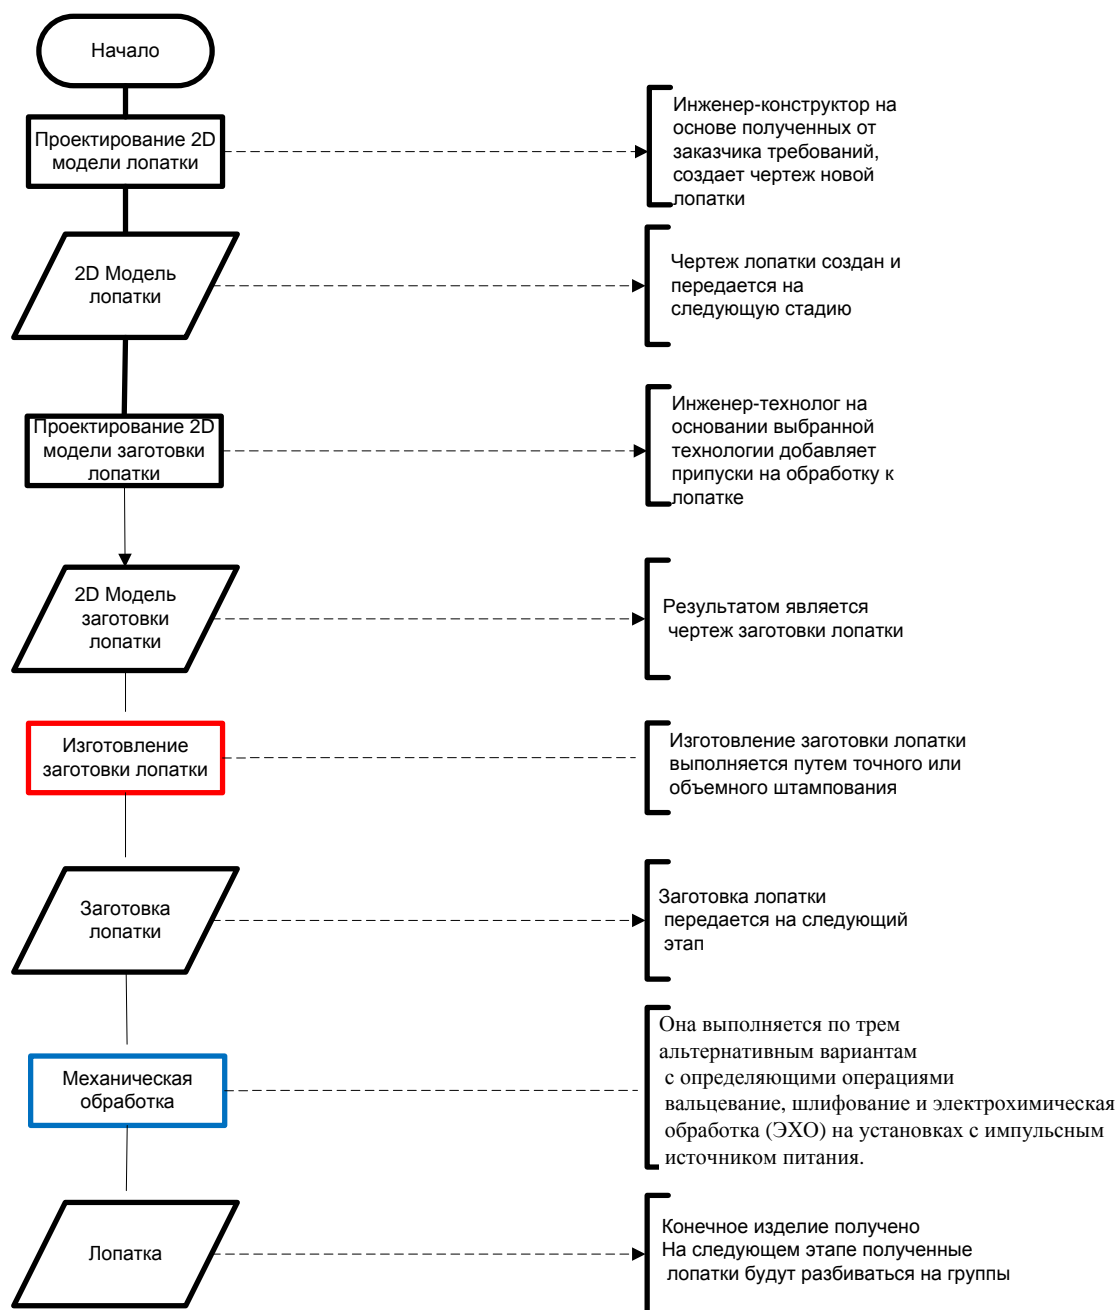 Начало
Проектирование 2D
модели лопатки
Инженер-конструктор на
основе полученных от
заказчика требований,
создает чертеж новой
лопатки
2D Модель
лопатки
Чертеж лопатки создан и
передается на
следующую стадию
Проектирование 2D
модели заготовки
лопатки
Инженер-технолог на
основании выбранной
технологии добавляет
припуски на обработку к
лопатке
2D Модель
заготовки
лопатки
Результатом является
чертеж заготовки лопатки
Изготовление
заготовки лопатки
Изготовление заготовки лопатки
выполняется путем точного или
объемного штампования
Заготовка
лопатки
Заготовка лопатки
передается на следующий
этап
Механическая
обработка
Она выполняется по трем
альтернативным вариантам
с определяющими операциями
вальцевание, шлифование и электрохимическая
обработка (ЭХО) на установках с импульсным
источником питания.
Лопатка
Конечное изделие получено
На следующем этапе полученные
лопатки будут разбиваться на группы